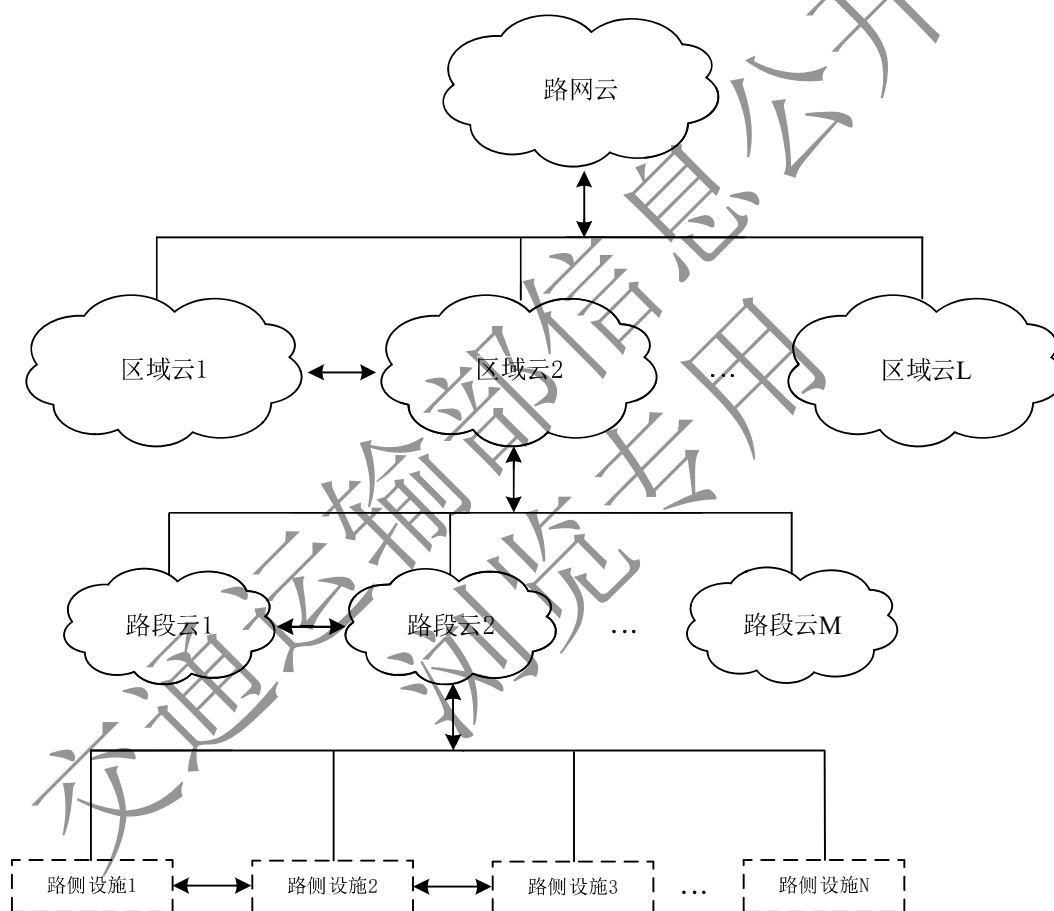 路网云
区域云1 区域云2 … 区域云L
路段云1 路段云2 … 路段云M
路侧设施1 路侧设施2 路侧设施3 … 路侧设施N
交通运输部信息公开
浏览专用